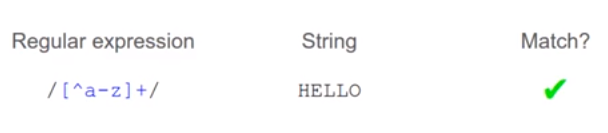 Regular expression String Match?
/[^a-z]+/ HELLO ✔